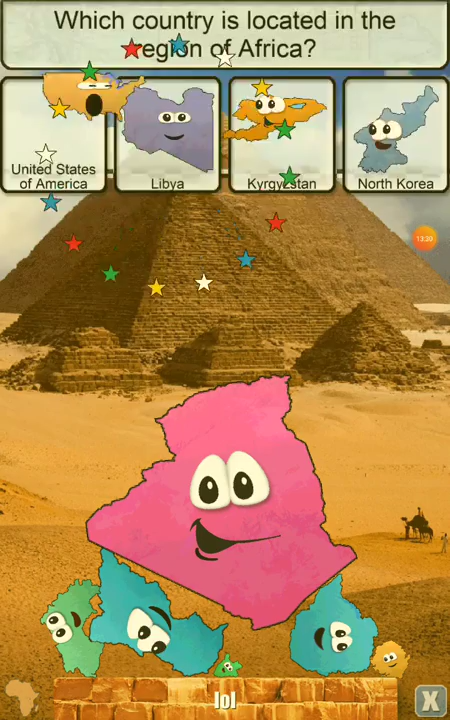 Which country is located in the
region of Africa?
United States
of America
Libya
Kyrgyzstan
North Korea
13:30
lol
X